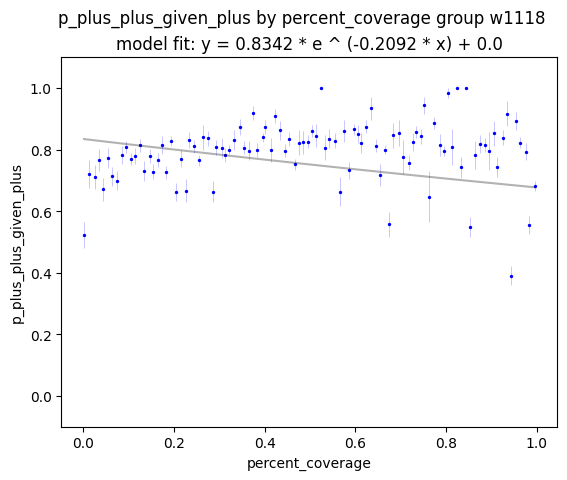 p_plus_plus_given_plus by percent_coverage group w1118
model fit: y = 0.8342 * e ^ (-0.2092 * x) + 0.0
p_plus_plus_given_plus
1.0
0.8
0.6
0.4
0.2
0.0
0.0 0.2 0.4 0.6 0.8 1.0
percent_coverage